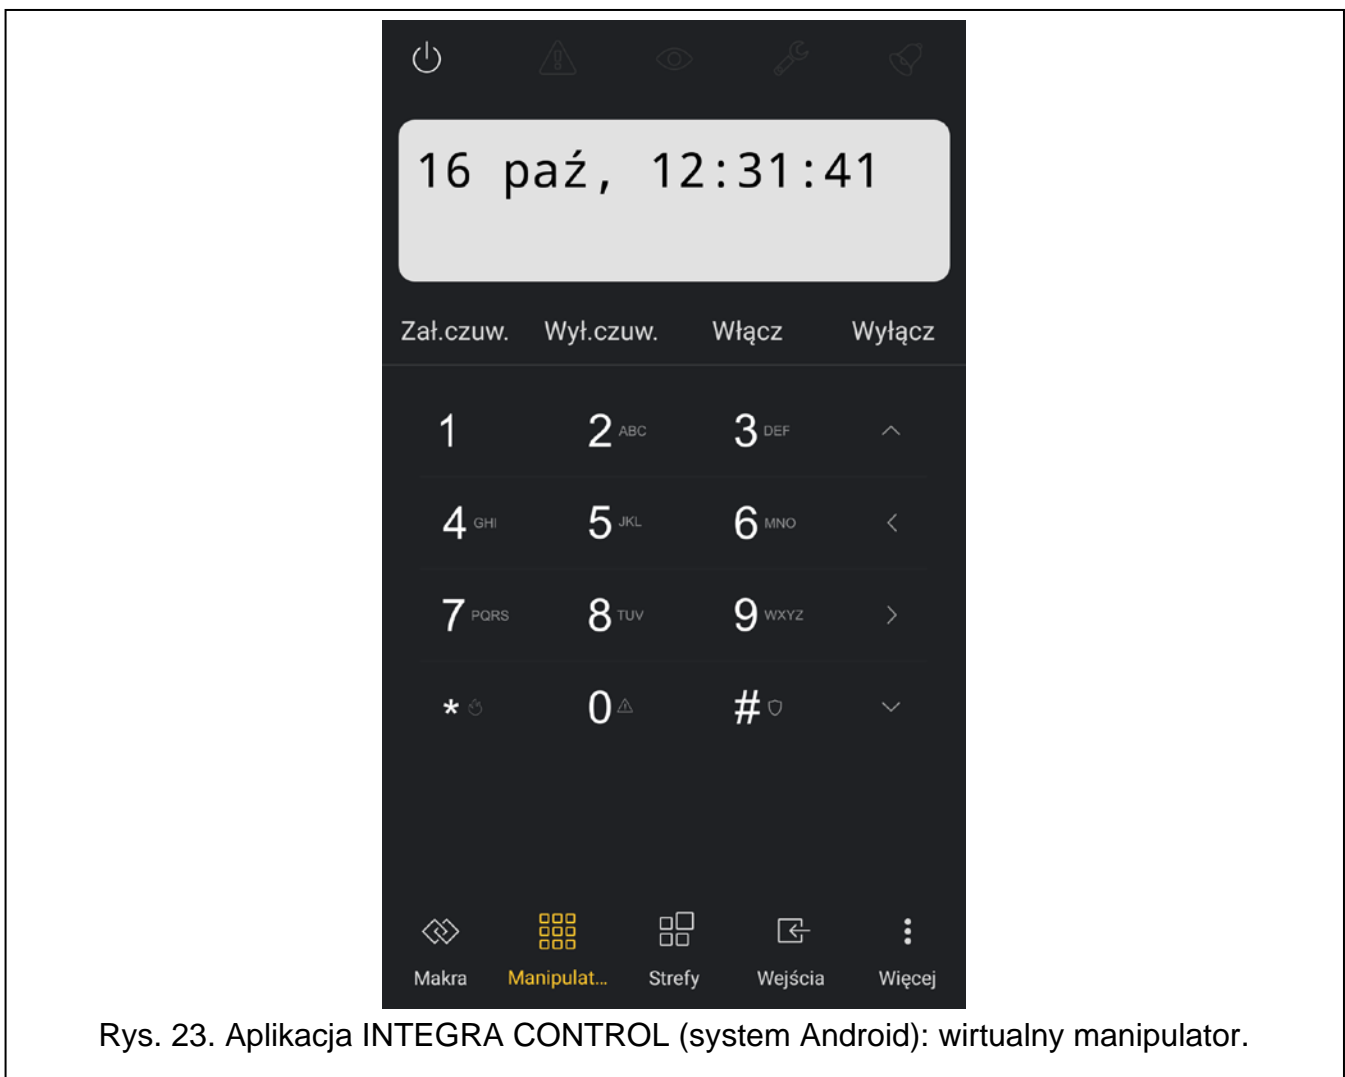 16 paź, 12:31:41
Zał.czuw. Wył.czuw. Włącz Wyłącz
1 2 ABC 3 DEF
4 GHI 5 JKL 6 MNO
7 PQRS 8 TUV 9 WXYZ
* 0 #
Makra Manipulat... Strefy Wejścia Więcej
Rys. 23. Aplikacja INTEGRA CONTROL (system Android): wirtualny manipulator.